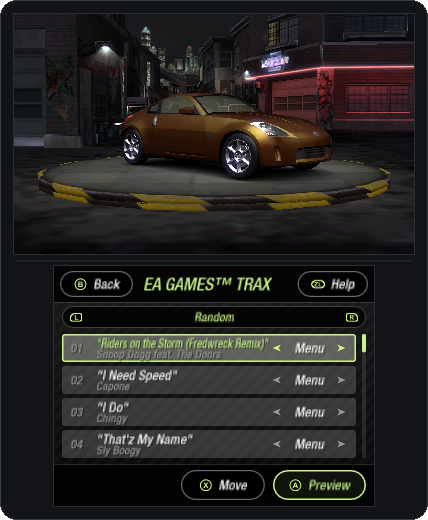 B Back
EA GAMES™ TRAX
ZL Help
L
Random
R
01 "Riders on the Storm (Fredwreck Remix)" Menu
Snoop Dogg feat. The Doors
02 "I Need Speed" Menu
Capone
03 "I Do" Menu
Chingy
04 "That'z My Name" Menu
Sly Boogy
X Move
A Preview